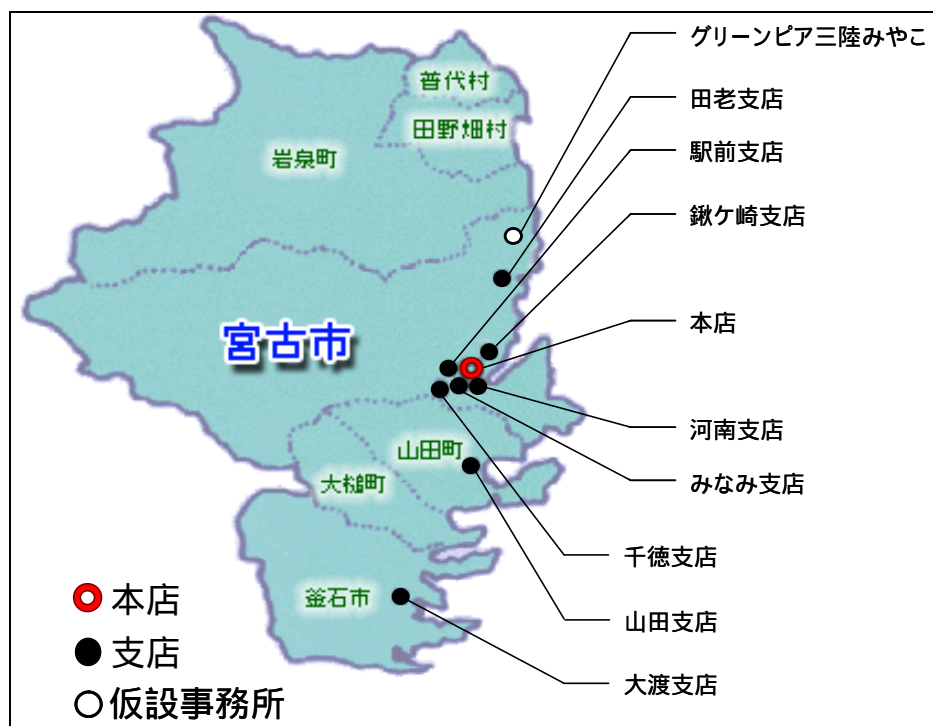 グリーンピア三陸みやこ
普代村
田老支店
田野畑村
駅前支店
岩泉町
鍬ケ崎支店
本店
宮古市
河南支店
山田町
みなみ支店
大槌町
千徳支店
釜石市
本店
山田支店
支店
大渡支店
仮設事務所